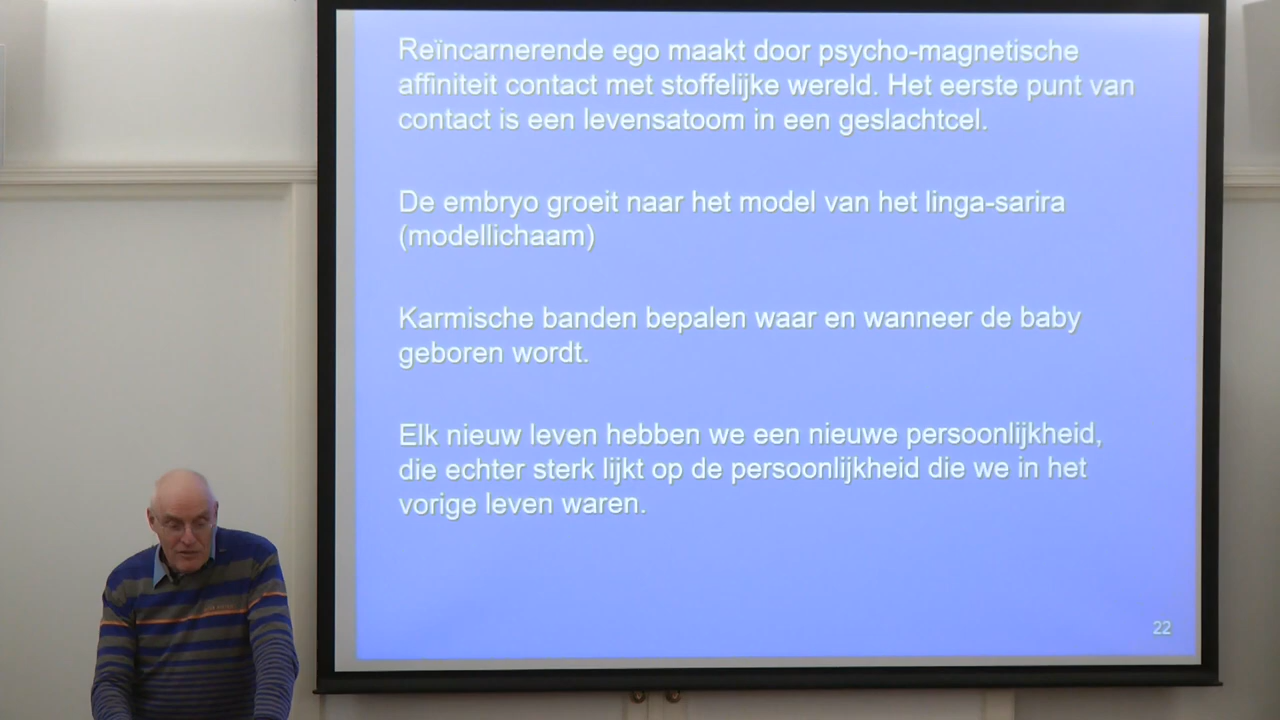 Reïncarnerende ego maakt door psycho-magnetische
affiniteit contact met stoffelijke wereld. Het eerste punt van
contact is een levensatoom in een geslachtcel.
De embryo groeit naar het model van het linga-sarira
(modellichaam)
Karmische banden bepalen waar en wanneer de baby
geboren wordt.
Elk nieuw leven hebben we een nieuwe persoonlijkheid,
die echter sterk lijkt op de persoonlijkheid die we in het
vorige leven waren.
22